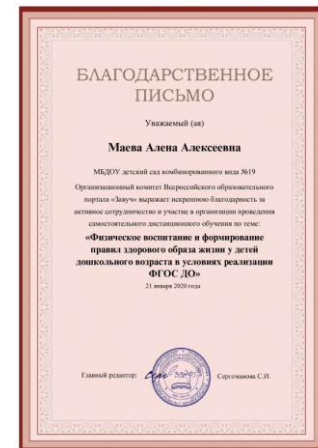 БЛАГОДАРСТВЕННОЕ
ПИСЬМО
Уважаемый (ая)
Маева Алена Алексеевна
МБДОУ детский сад комбинированного вида №19
Организационный комитет Всероссийского образовательного
портала «Завуч» выражает искреннюю благодарность за
активное сотрудничество и участие в организации проведения
самостоятельного дистанционного обучения по теме:
«Физическое воспитание и формирование
правил здорового образа жизни у детей
дошкольного возраста в условиях реализации
ФГОС ДО»
21 января 2020 года
Главный редактор:
С.И.